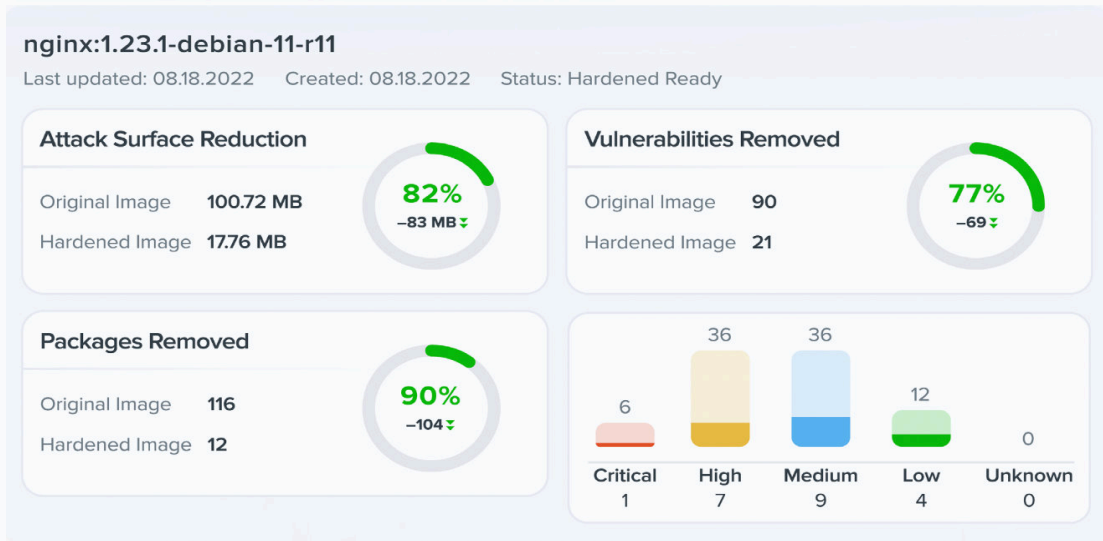 nginx:1.23.1-debian-11-r11
Last updated: 08.18.2022 Created: 08.18.2022 Status: Hardened Ready
Attack Surface Reduction
Original Image 100.72 MB
Hardened Image 17.76 MB
82%
–83 MB
Vulnerabilities Removed
Original Image 90
Hardened Image 21
77%
–69
Packages Removed
Original Image 116
Hardened Image 12
90%
–104
6 36 36 12 0
Critical High Medium Low Unknown
1 7 9 4 0